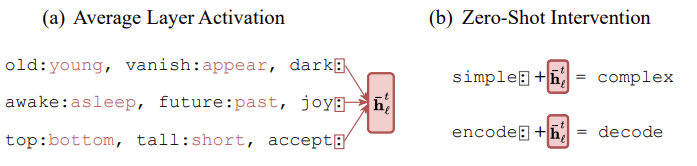 (a) Average Layer Activation
old:young, vanish:appear, dark:
awake:asleep, future:past, joy:
top:bottom, tall:short, accept:
h̄ₗᵗ
(b) Zero-Shot Intervention
simple: + h̄ₗᵗ = complex
encode: + h̄ₗᵗ = decode